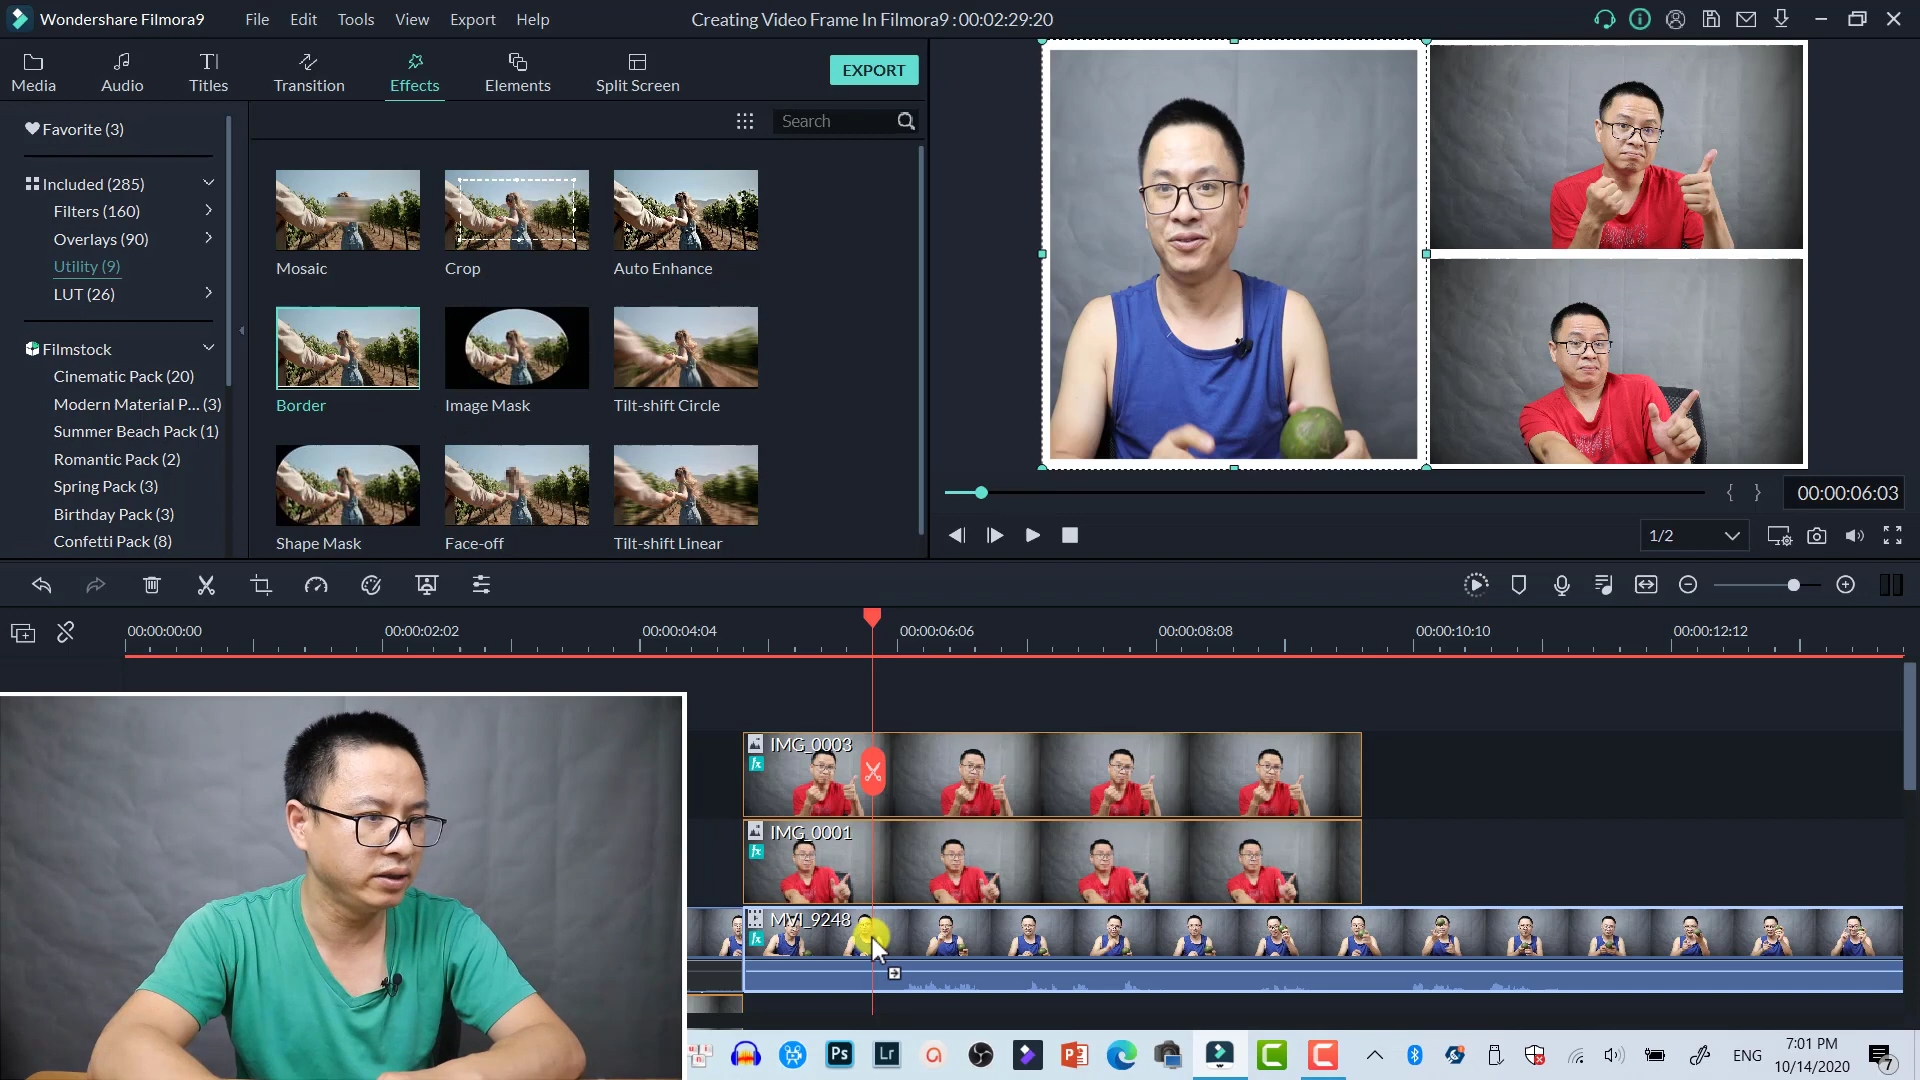 Wondershare Filmora9 File Edit Tools View Export Help Creating Video Frame In Filmora9 : 00:02:29:20
Media Audio Titles Transition Effects Elements Split Screen EXPORT
Favorite (3)
Search
Included (285)
Filters (160)
Overlays (90)
Utility (9)
LUT (26)
Filmstock
Cinematic Pack (20)
Modern Material P... (3)
Summer Beach Pack (1)
Romantic Pack (2)
Spring Pack (3)
Birthday Pack (3)
Confetti Pack (8)
Mosaic Crop Auto Enhance
Border Image Mask Tilt-shift Circle
Shape Mask Face-off Tilt-shift Linear
{ } 00:00:06:03
1/2
00:00:00:00 00:00:02:02 00:00:04:04 00:00:06:06 00:00:08:08 00:00:10:10 00:00:12:12
IMG_0003
fx
IMG_0001
fx
MVI_9248
fx
Ps Lr ENG 7:01 PM
10/14/2020 7